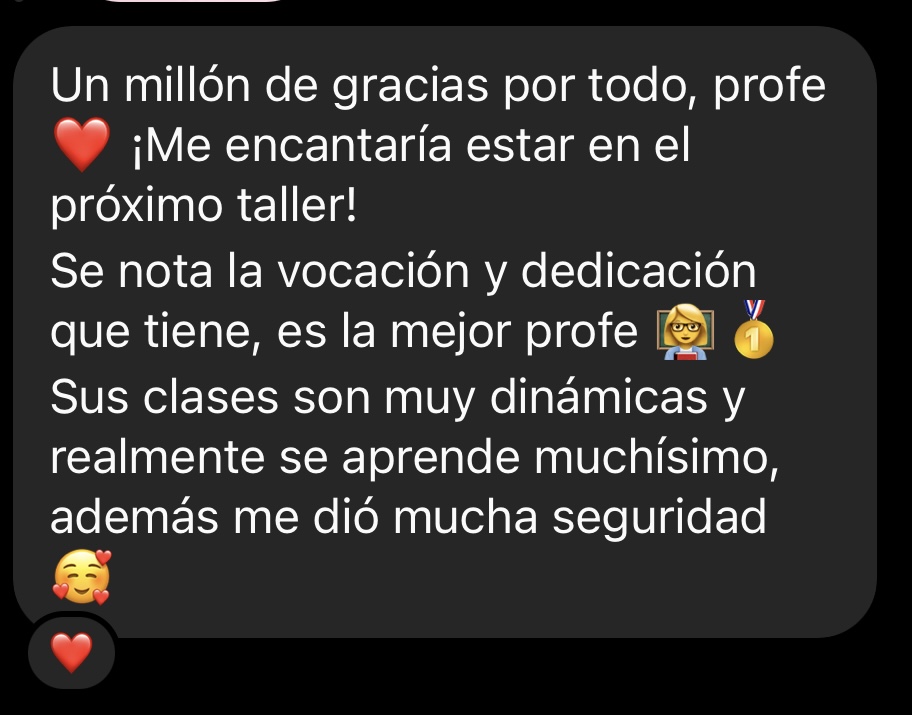 Un millón de gracias por todo, profe
❤️ ¡Me encantaría estar en el
próximo taller!
Se nota la vocación y dedicación
que tiene, es la mejor profe 👩‍🏫 🥇
Sus clases son muy dinámicas y
realmente se aprende muchísimo,
además me dió mucha seguridad
🥰
❤️